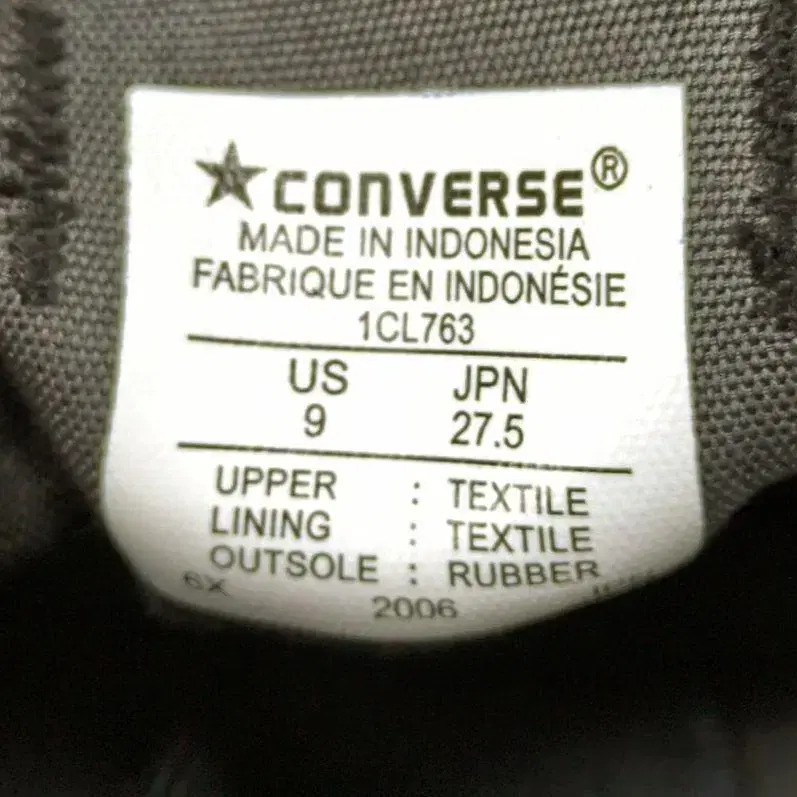 CONVERSE®
MADE IN INDONESIA
FABRIQUE EN INDONÉSIE
1CL763
US JPN
9 27.5
UPPER : TEXTILE
LINING : TEXTILE
OUTSOLE : RUBBER
6X
2006